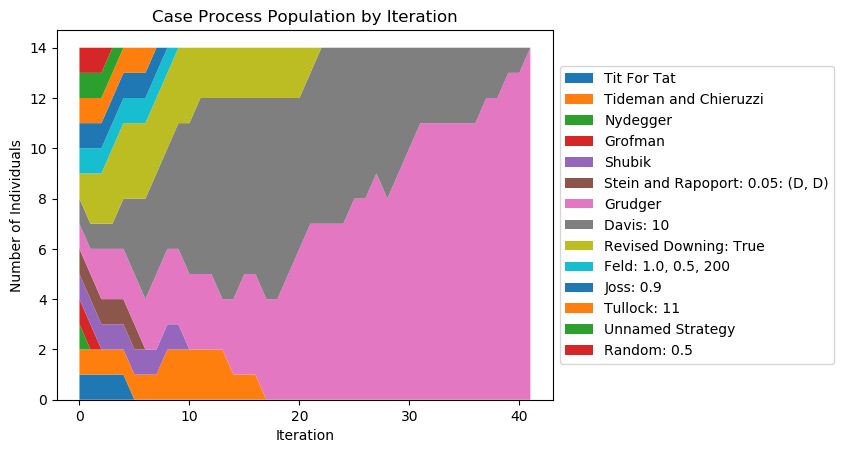 Case Process Population by Iteration
Number of Individuals
14
12
10
8
6
4
2
0
0
10
20
30
40
Iteration
Tit For Tat
Tideman and Chieruzzi
Nydegger
Grofman
Shubik
Stein and Rapoport: 0.05: (D, D)
Grudger
Davis: 10
Revised Downing: True
Feld: 1.0, 0.5, 200
Joss: 0.9
Tullock: 11
Unnamed Strategy
Random: 0.5